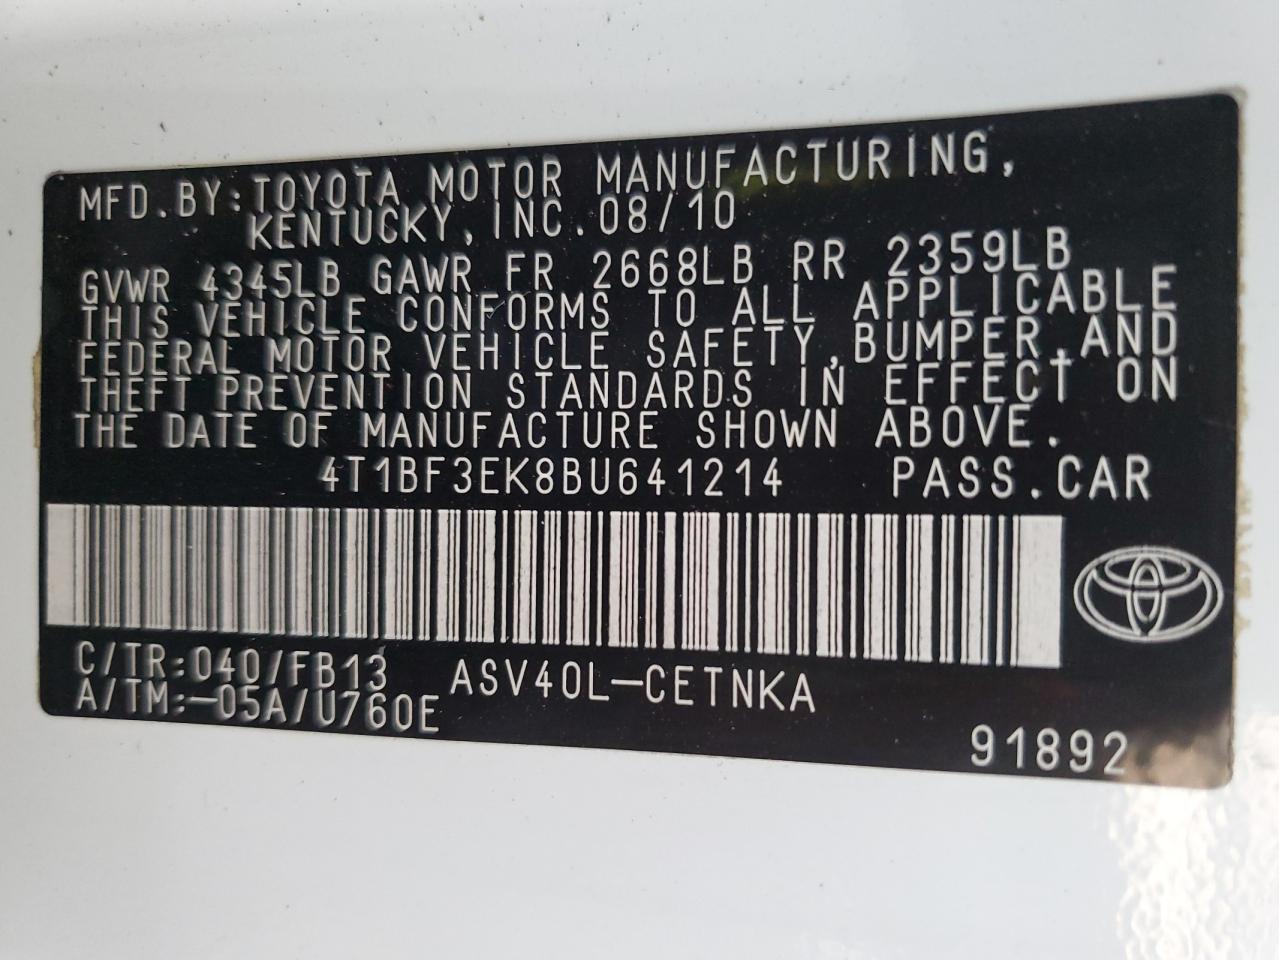 MFD.BY:TOYOTA MOTOR MANUFACTURING,
KENTUCKY, INC.08/10
GVWR 4345LB GAWR FR 2668LB RR 2359LB
THIS VEHICLE CONFORMS TO ALL APPLICABLE
FEDERAL MOTOR VEHICLE SAFETY,BUMPER,AND
THEFT PREVENTION STANDARDS IN EFFECT ON
THE DATE OF MANUFACTURE SHOWN ABOVE.
4T1BF3EK8BU641214 PASS.CAR
C/TR:040/FB13 ASV40L-CETNKA
A/TM:-05A/U760E
91892